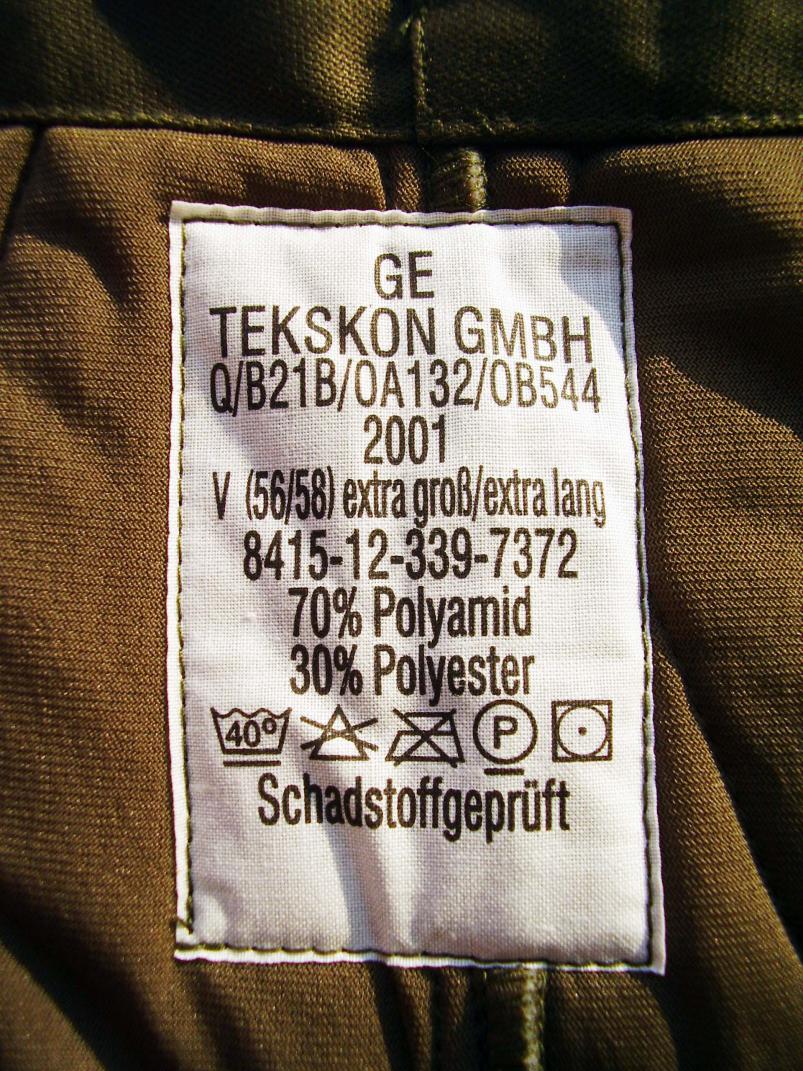 GE
TEKSKON GMBH
Q/B21B/OA132/OB544
2001
V (56/58) extra groß/extra lang
8415-12-339-7372
70% Polyamid
30% Polyester
40° P
Schadstoffgeprüft